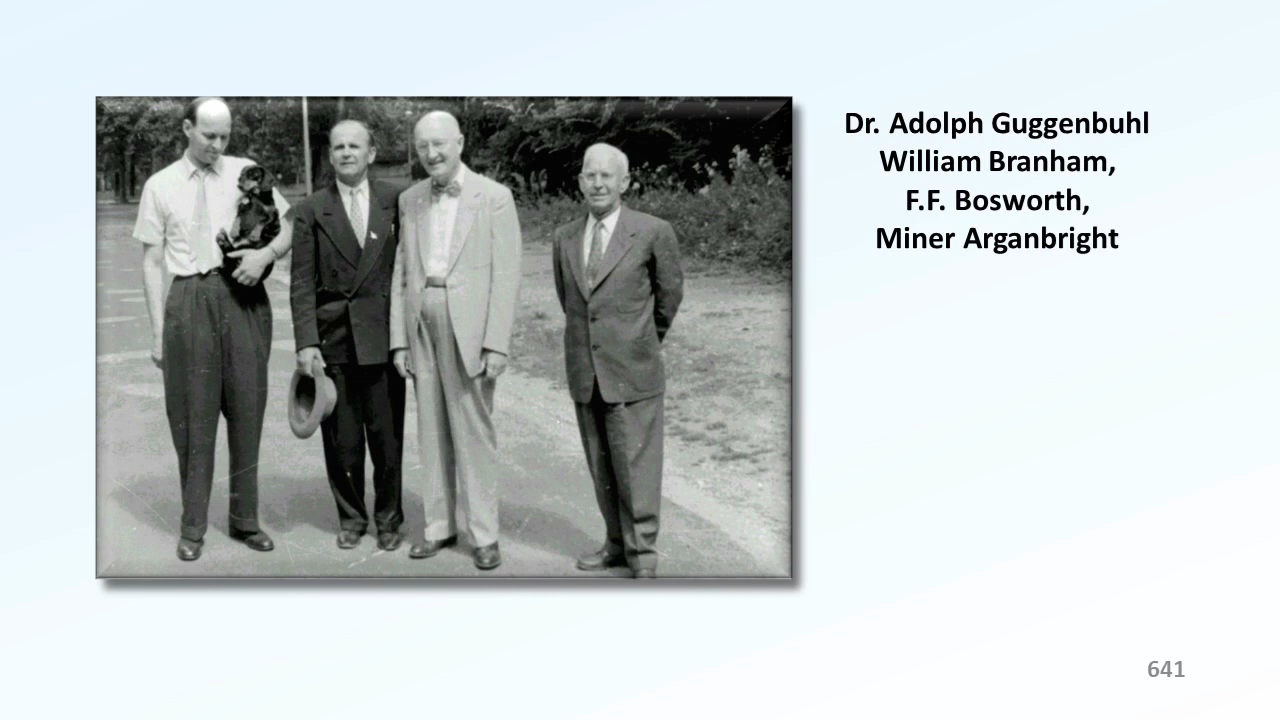 Dr. Adolph Guggenbuhl
William Branham,
F.F. Bosworth,
Miner Arganbright
641